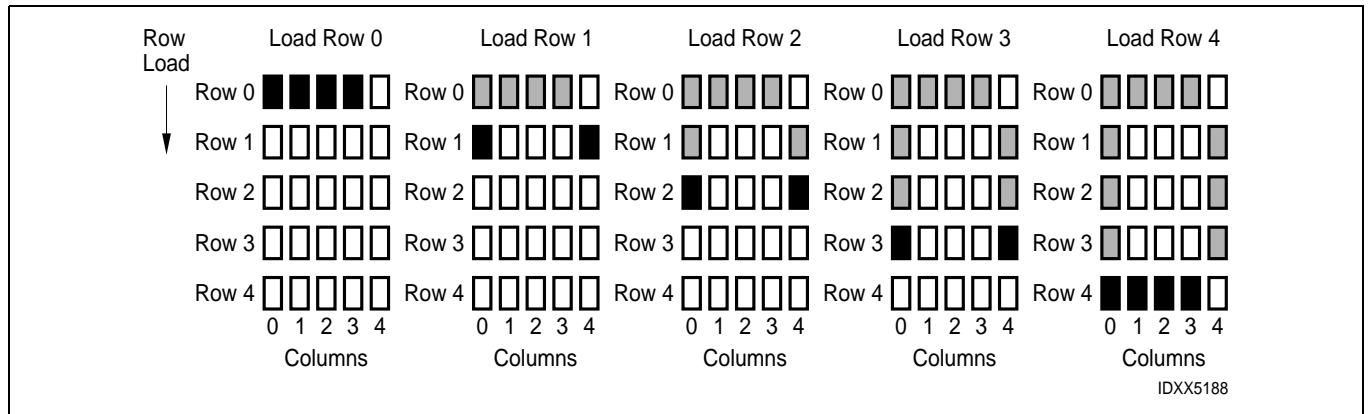 Row Load
Load Row 0 Load Row 1 Load Row 2 Load Row 3 Load Row 4
Row 0 Row 0 Row 0 Row 0 Row 0
Row 1 Row 1 Row 1 Row 1 Row 1
Row 2 Row 2 Row 2 Row 2 Row 2
Row 3 Row 3 Row 3 Row 3 Row 3
Row 4 Row 4 Row 4 Row 4 Row 4
0 1 2 3 4 0 1 2 3 4 0 1 2 3 4 0 1 2 3 4 0 1 2 3 4
Columns Columns Columns Columns Columns
IDXX5188